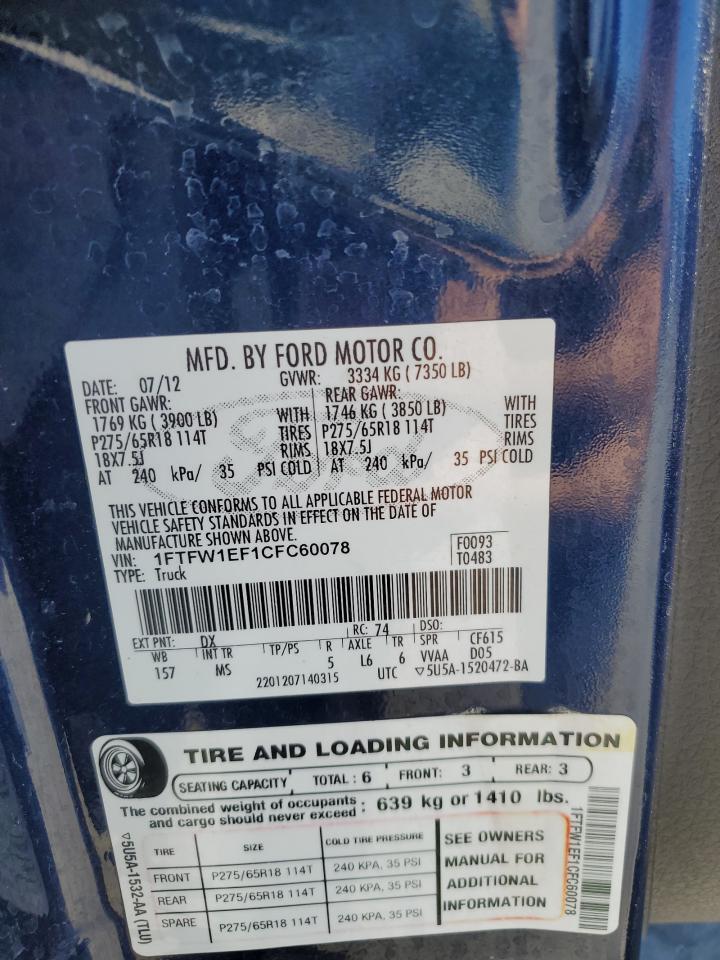 MFD. BY FORD MOTOR CO.
DATE: 07/12 GVWR: 3334 KG ( 7350 LB)
FRONT GAWR: REAR GAWR:
1769 KG ( 3900 LB) WITH 1746 KG ( 3850 LB) WITH
P275/65R18 114T TIRES P275/65R18 114T TIRES
18X7.5J RIMS 18X7.5J RIMS
AT 240 kPa/ 35 PSI COLD AT 240 kPa/ 35 PSI COLD
Ford
THIS VEHICLE CONFORMS TO ALL APPLICABLE FEDERAL MOTOR
VEHICLE SAFETY STANDARDS IN EFFECT ON THE DATE OF
MANUFACTURE SHOWN ABOVE.
VIN: 1FTFW1EF1CFC60078 F0093
TYPE: Truck T0483
EXT PNT: DX RC: 74 DSO:
WB INT TR TP/PS R AXLE TR SPR CF615
157 MS 5 L6 6 VVAA D05
2201207140315 UTC ▽5U5A-1520472-BA
TIRE AND LOADING INFORMATION
SEATING CAPACITY TOTAL : 6 FRONT: 3 REAR: 3
The combined weight of occupants : 639 kg or 1410 lbs.
and cargo should never exceed
TIRE SIZE COLD TIRE PRESSURE
FRONT P275/65R18 114T 240 KPA, 35 PSI
REAR P275/65R18 114T 240 KPA, 35 PSI
SPARE P275/65R18 114T 240 KPA, 35 PSI
SEE OWNERS
MANUAL FOR
ADDITIONAL
INFORMATION
▽5U5A-1532-AA (TLU)
1FTFW1EF1CFC60078